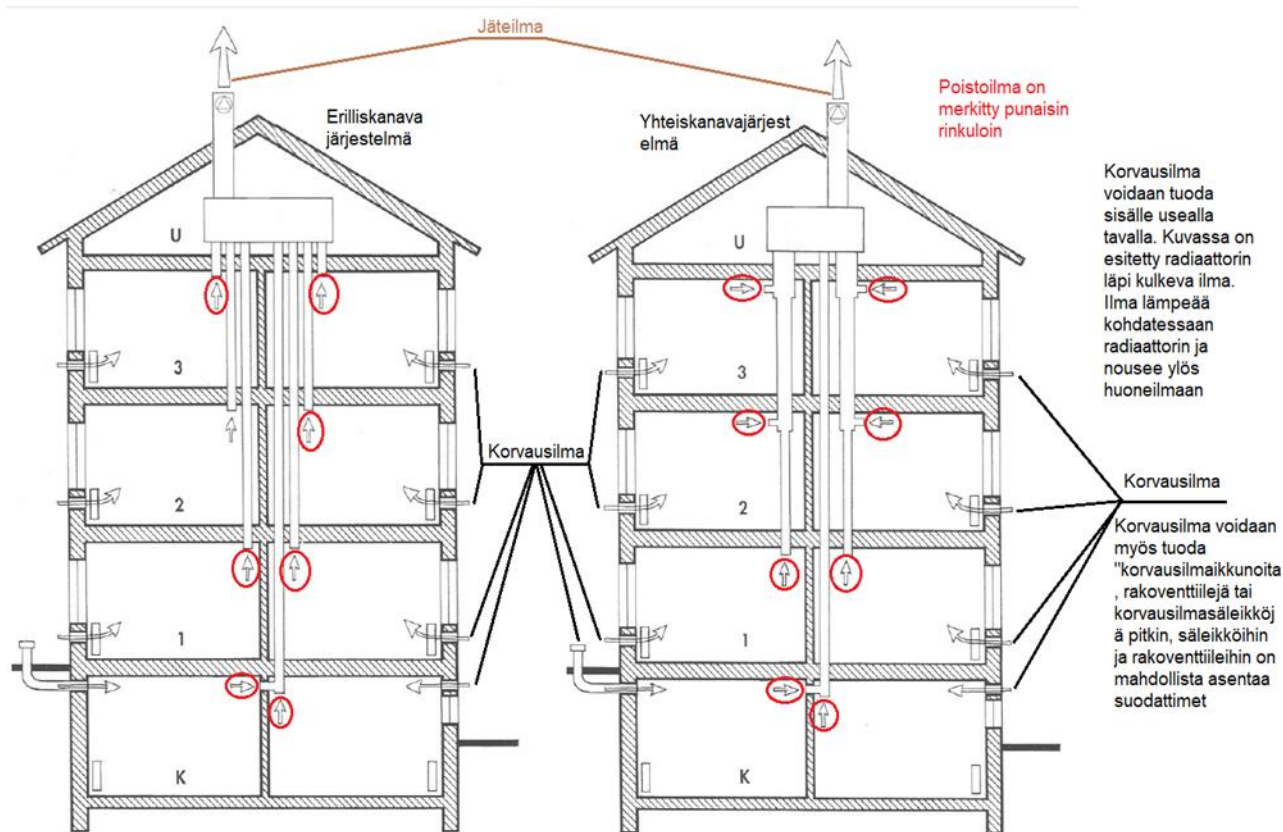 Jäteilma
Erilliskanava
järjestelmä
Yhteiskanavajärjest
elmä
Poistoilma on
merkitty punaisin
rinkuloin
Korvausilma
voidaan tuoda
sisälle usealla
tavalla. Kuvassa on
esitetty radiaattorin
läpi kulkeva ilma.
Ilma lämpeää
kohdatessaan
radiaattorin ja
nousee ylös
huoneilmaan
U
3
2
1
K
Korvausilma
U
3
2
1
K
Korvausilma
Korvausilma voidaan
myös tuoda
"korvausilmaikkunoita
, rakoventtiilejä tai
korvausilmasäleikköj
ä pitkin, säleikköihin
ja rakoventtiileihin on
mahdollista asentaa
suodattimet